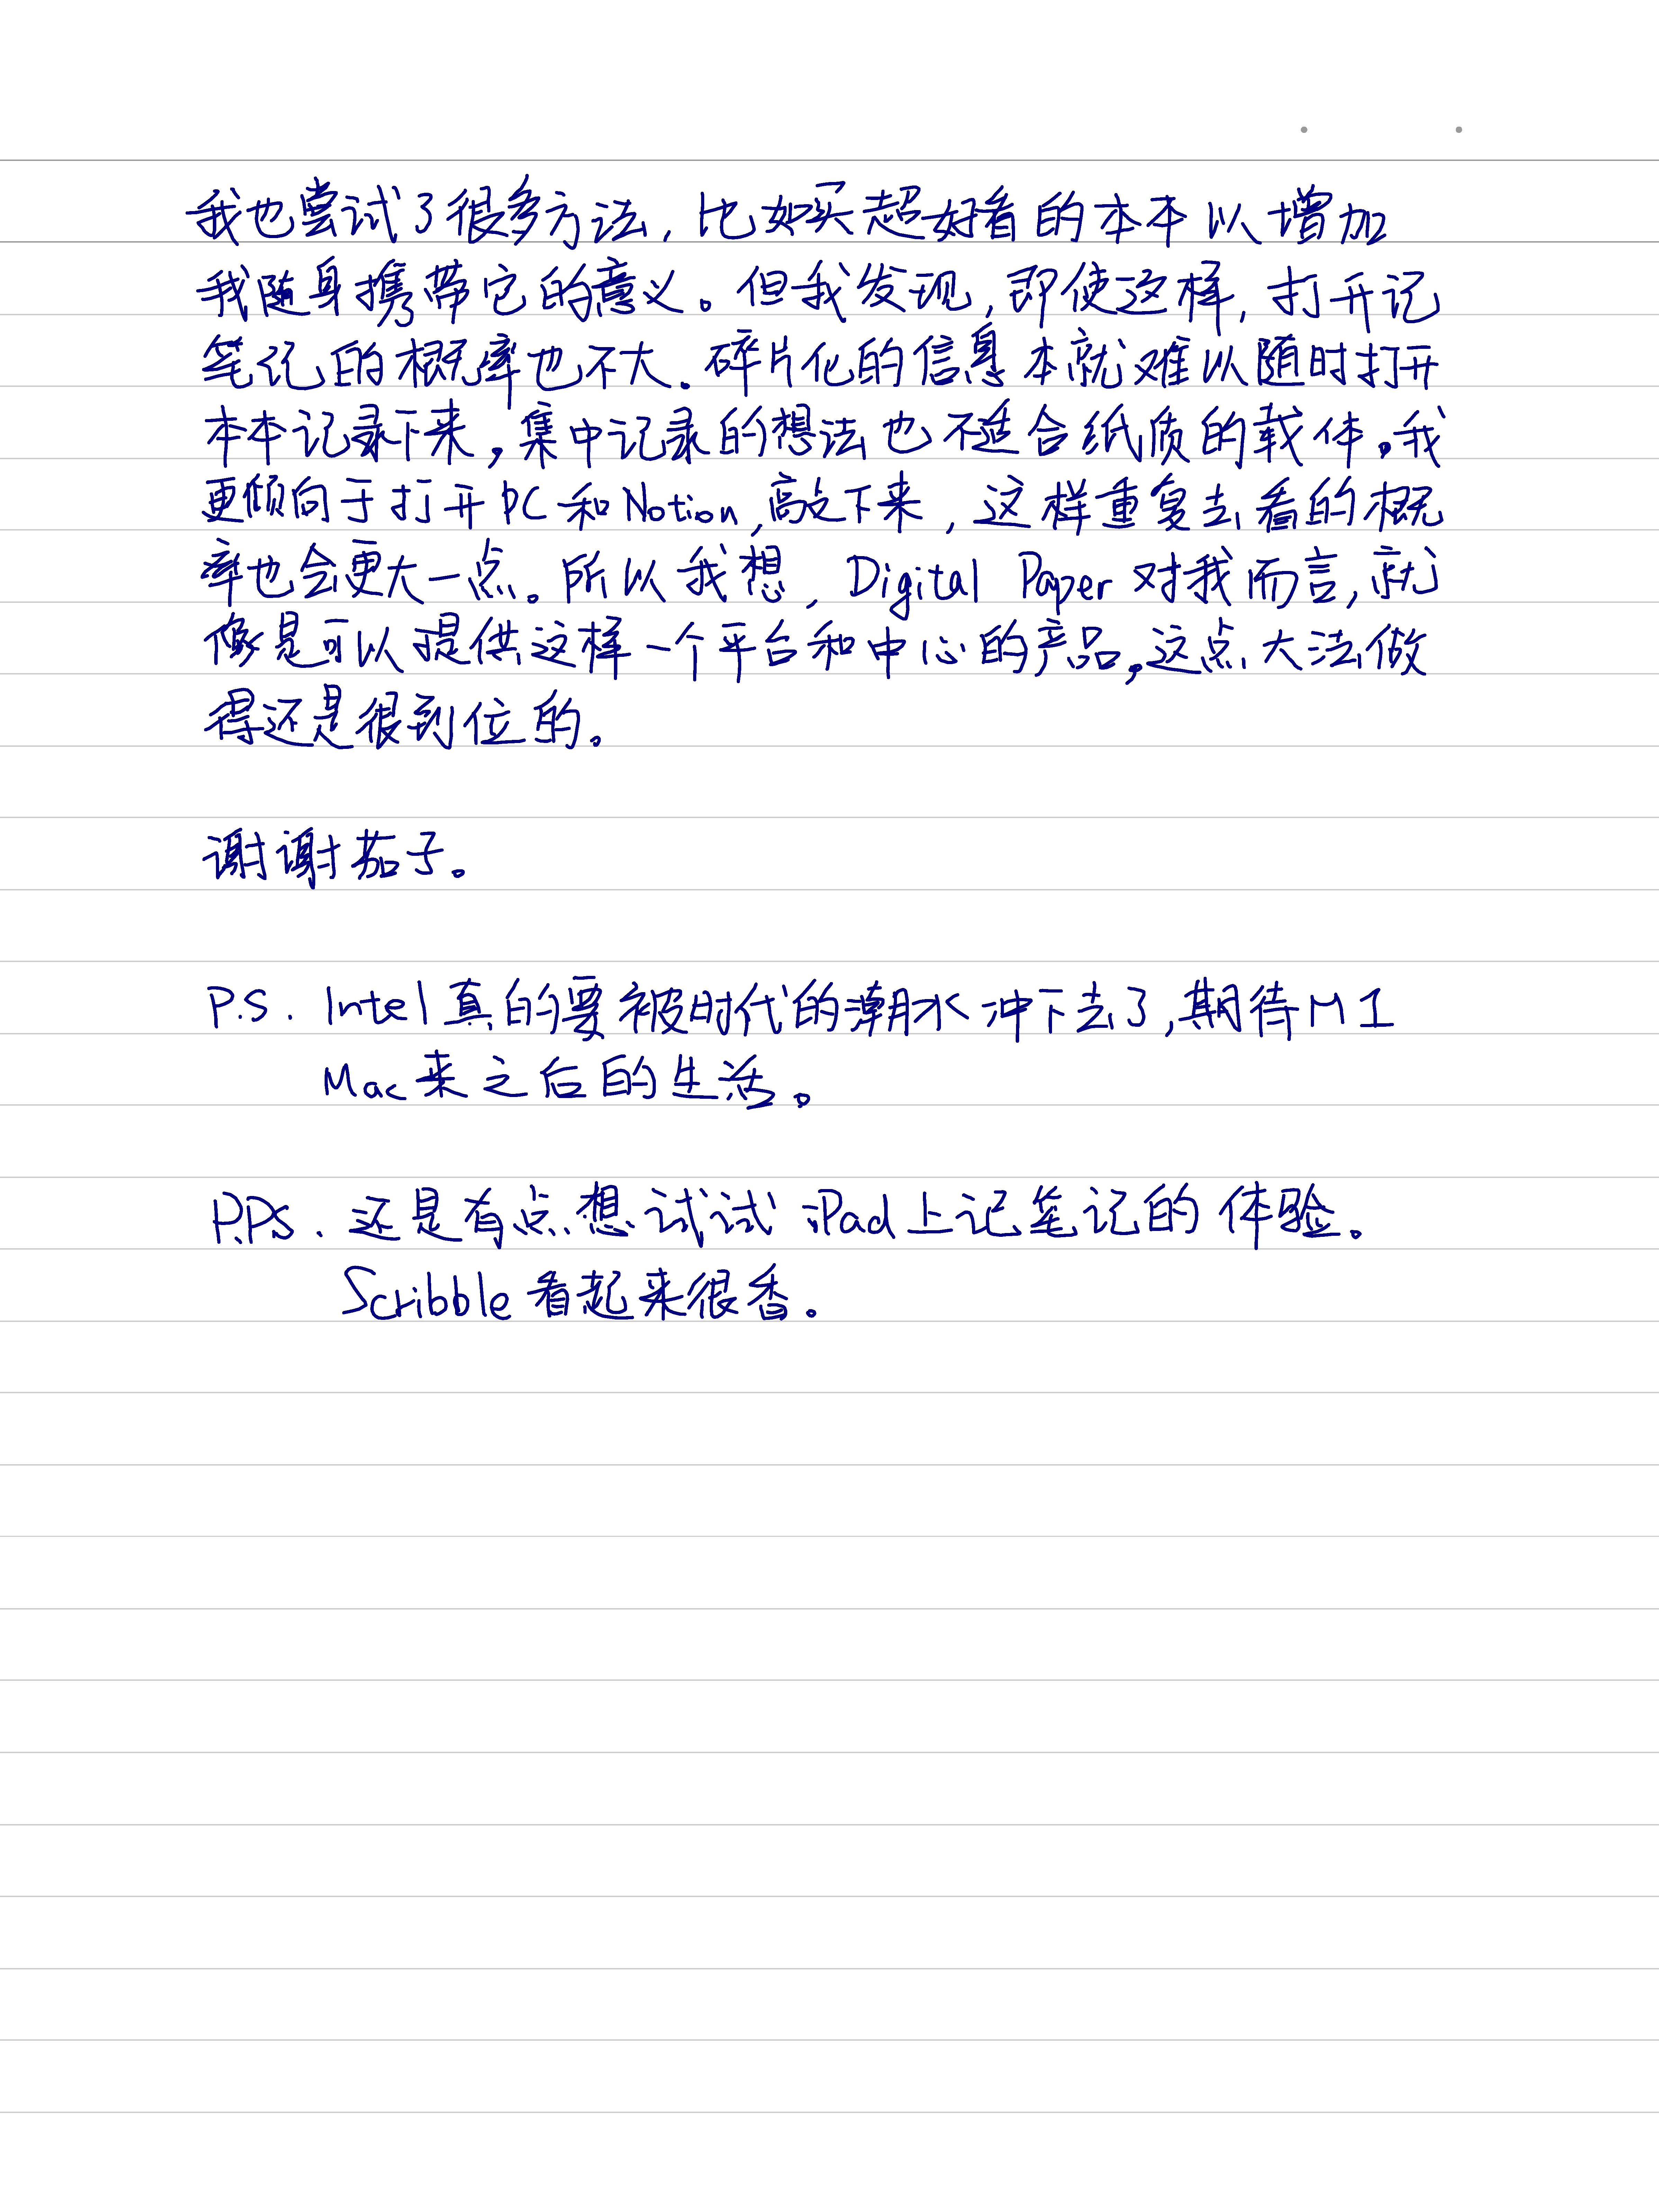 我也尝试了很多方法，比如买超好看的本本以增加
我随身携带它的意义。但我发现，即使这样，打开记
笔记的概率也不大。碎片化的信息本就难以随时打开
本本记录下来，集中记录的想法也不适合纸质的载体。我
更倾向于打开PC和Notion，敲下来，这样重复去看的概
率也会更大一点。所以我想，Digital Paper对我而言，就
像是可以提供这样一个平台和中心的产品，这点大法做
得还是很到位的。
谢谢茄子。
P.S. Intel真的要被时代的潮水冲下去了，期待M1
Mac来之后的生活。
P.P.S. 还是有点想试试iPad上记笔记的体验。
Scribble看起来很香。